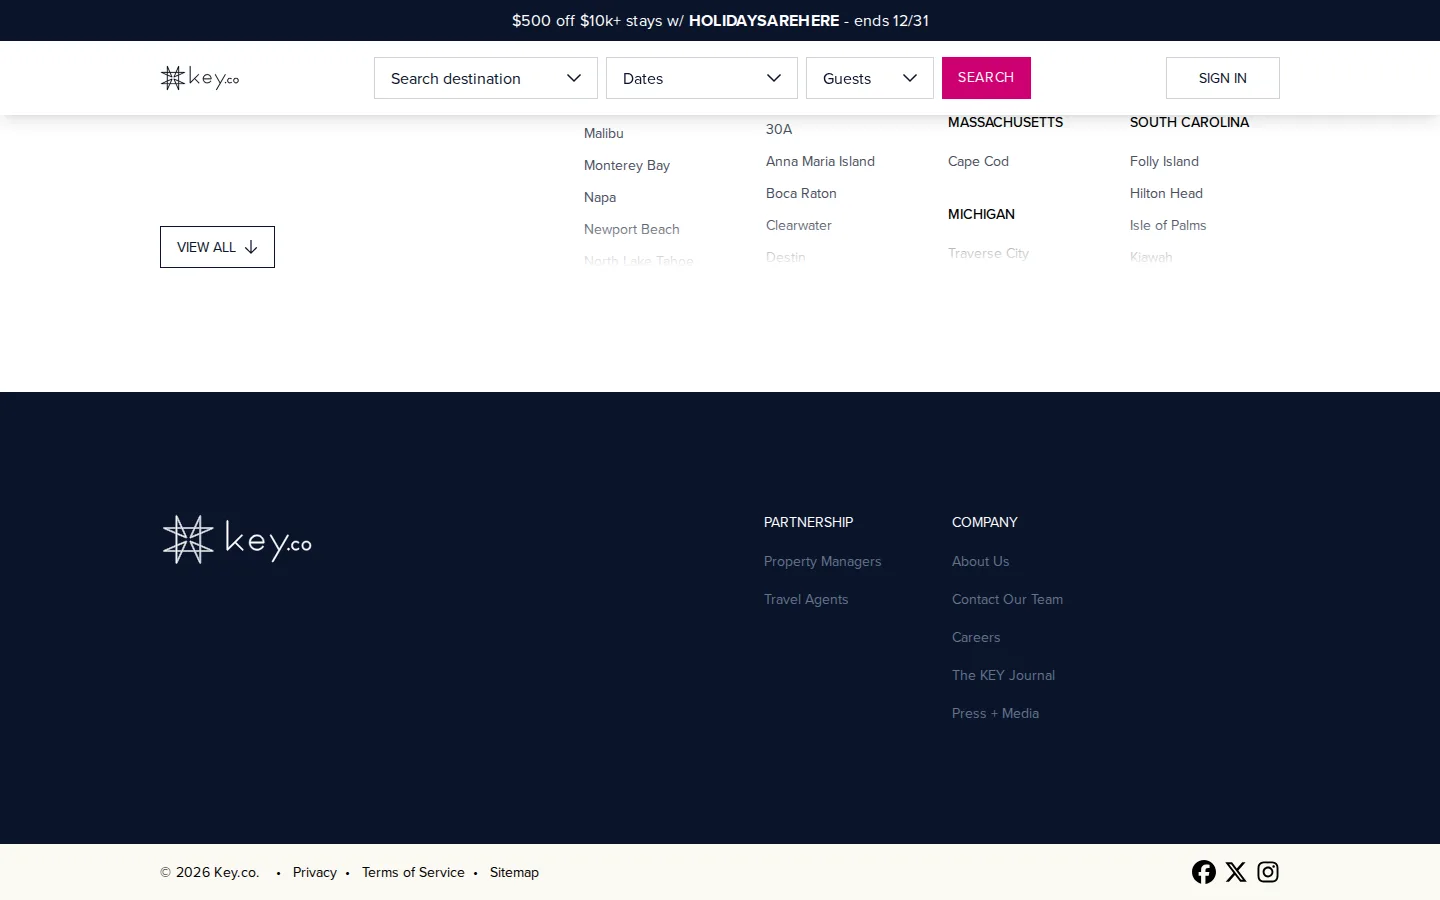 $500 off $10k+ stays w/ HOLIDAYSAREHERE - ends 12/31
key.co
Search destination
Dates
Guests
SEARCH
SIGN IN
VIEW ALL
Malibu
Monterey Bay
Napa
Newport Beach
North Lake Tahoe
30A
Anna Maria Island
Boca Raton
Clearwater
Destin
MASSACHUSETTS
Cape Cod
MICHIGAN
Traverse City
SOUTH CAROLINA
Folly Island
Hilton Head
Isle of Palms
Kiawah
key.co
PARTNERSHIP
Property Managers
Travel Agents
COMPANY
About Us
Contact Our Team
Careers
The KEY Journal
Press + Media
© 2026 Key.co. • Privacy • Terms of Service • Sitemap